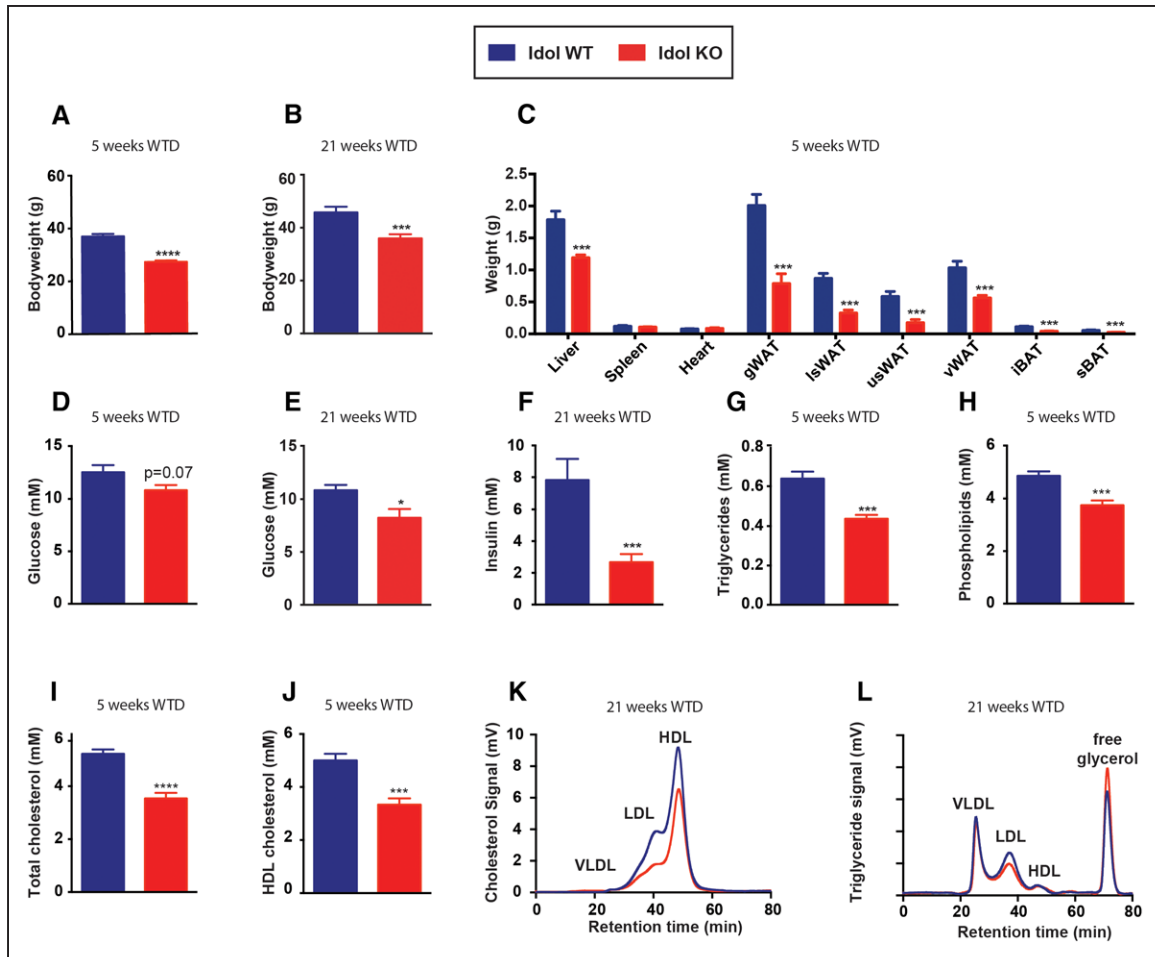 Idol WT
Idol KO
A
5 weeks WTD
Bodyweight (g)
60
40
20
0
****
B
21 weeks WTD
Bodyweight (g)
60
40
20
0
***
C
5 weeks WTD
Weight (g)
2.5
2.0
1.5
1.0
0.5
0.0
***
***
***
***
***
***
***
Liver
Spleen
Heart
gWAT
lsWAT
usWAT
vWAT
iBAT
sBAT
D
5 weeks WTD
Glucose (mM)
15
10
5
0
p=0.07
E
21 weeks WTD
Glucose (mM)
15
10
5
0
*
F
21 weeks WTD
Insulin (mM)
10
8
6
4
2
0
***
G
5 weeks WTD
Triglycerides (mM)
0.8
0.6
0.4
0.2
0.0
***
H
5 weeks WTD
Phospholipids (mM)
6
4
2
0
***
I
5 weeks WTD
Total cholesterol (mM)
6
4
2
0
****
J
5 weeks WTD
HDL cholesterol (mM)
6
4
2
0
***
K
21 weeks WTD
Cholesterol Signal (mV)
10
8
6
4
2
0
VLDL
LDL
HDL
0
20
40
60
80
Retention time (min)
L
21 weeks WTD
Triglyceride signal (mV)
VLDL
LDL
HDL
free
glycerol
0
20
40
60
80
Retention time (min)